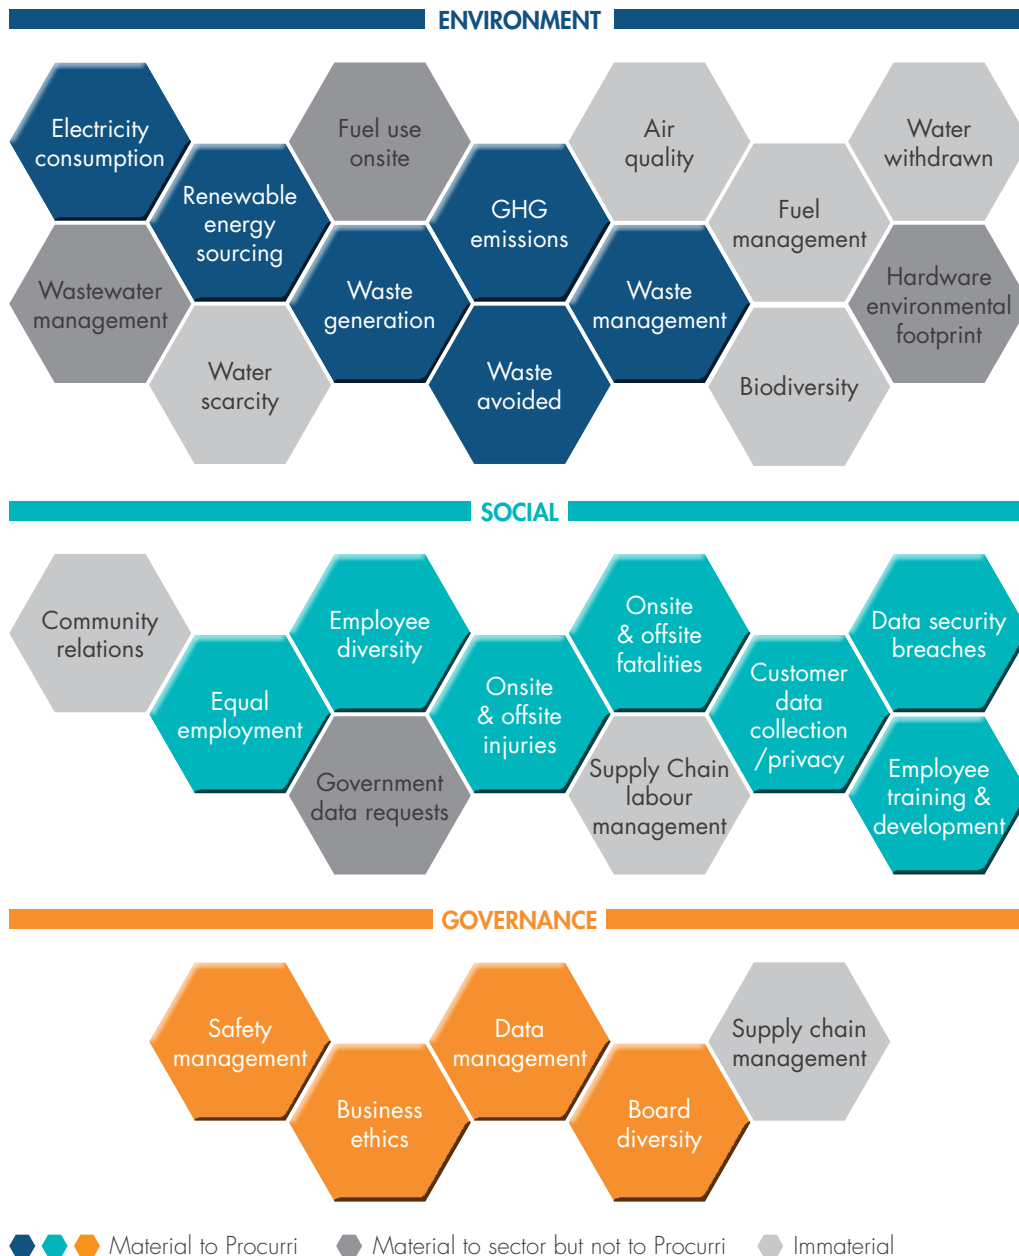 ENVIRONMENT
Electricity
consumption
Renewable
energy
sourcing
Fuel use
onsite
GHG
emissions
Air
quality
Fuel
management
Water
withdrawn
Wastewater
management
Water
scarcity
Waste
generation
Waste
avoided
Waste
management
Biodiversity
Hardware
environmental
footprint
SOCIAL
Community
relations
Equal
employment
Employee
diversity
Onsite
& offsite
injuries
Onsite
& offsite
fatalities
Customer
data
collection
/privacy
Data security
breaches
Government
data requests
Supply Chain
labour
management
Employee
training &
development
GOVERNANCE
Safety
management
Business
ethics
Data
management
Board
diversity
Supply chain
management
Material to Procurri
Material to sector but not to Procurri
Immaterial